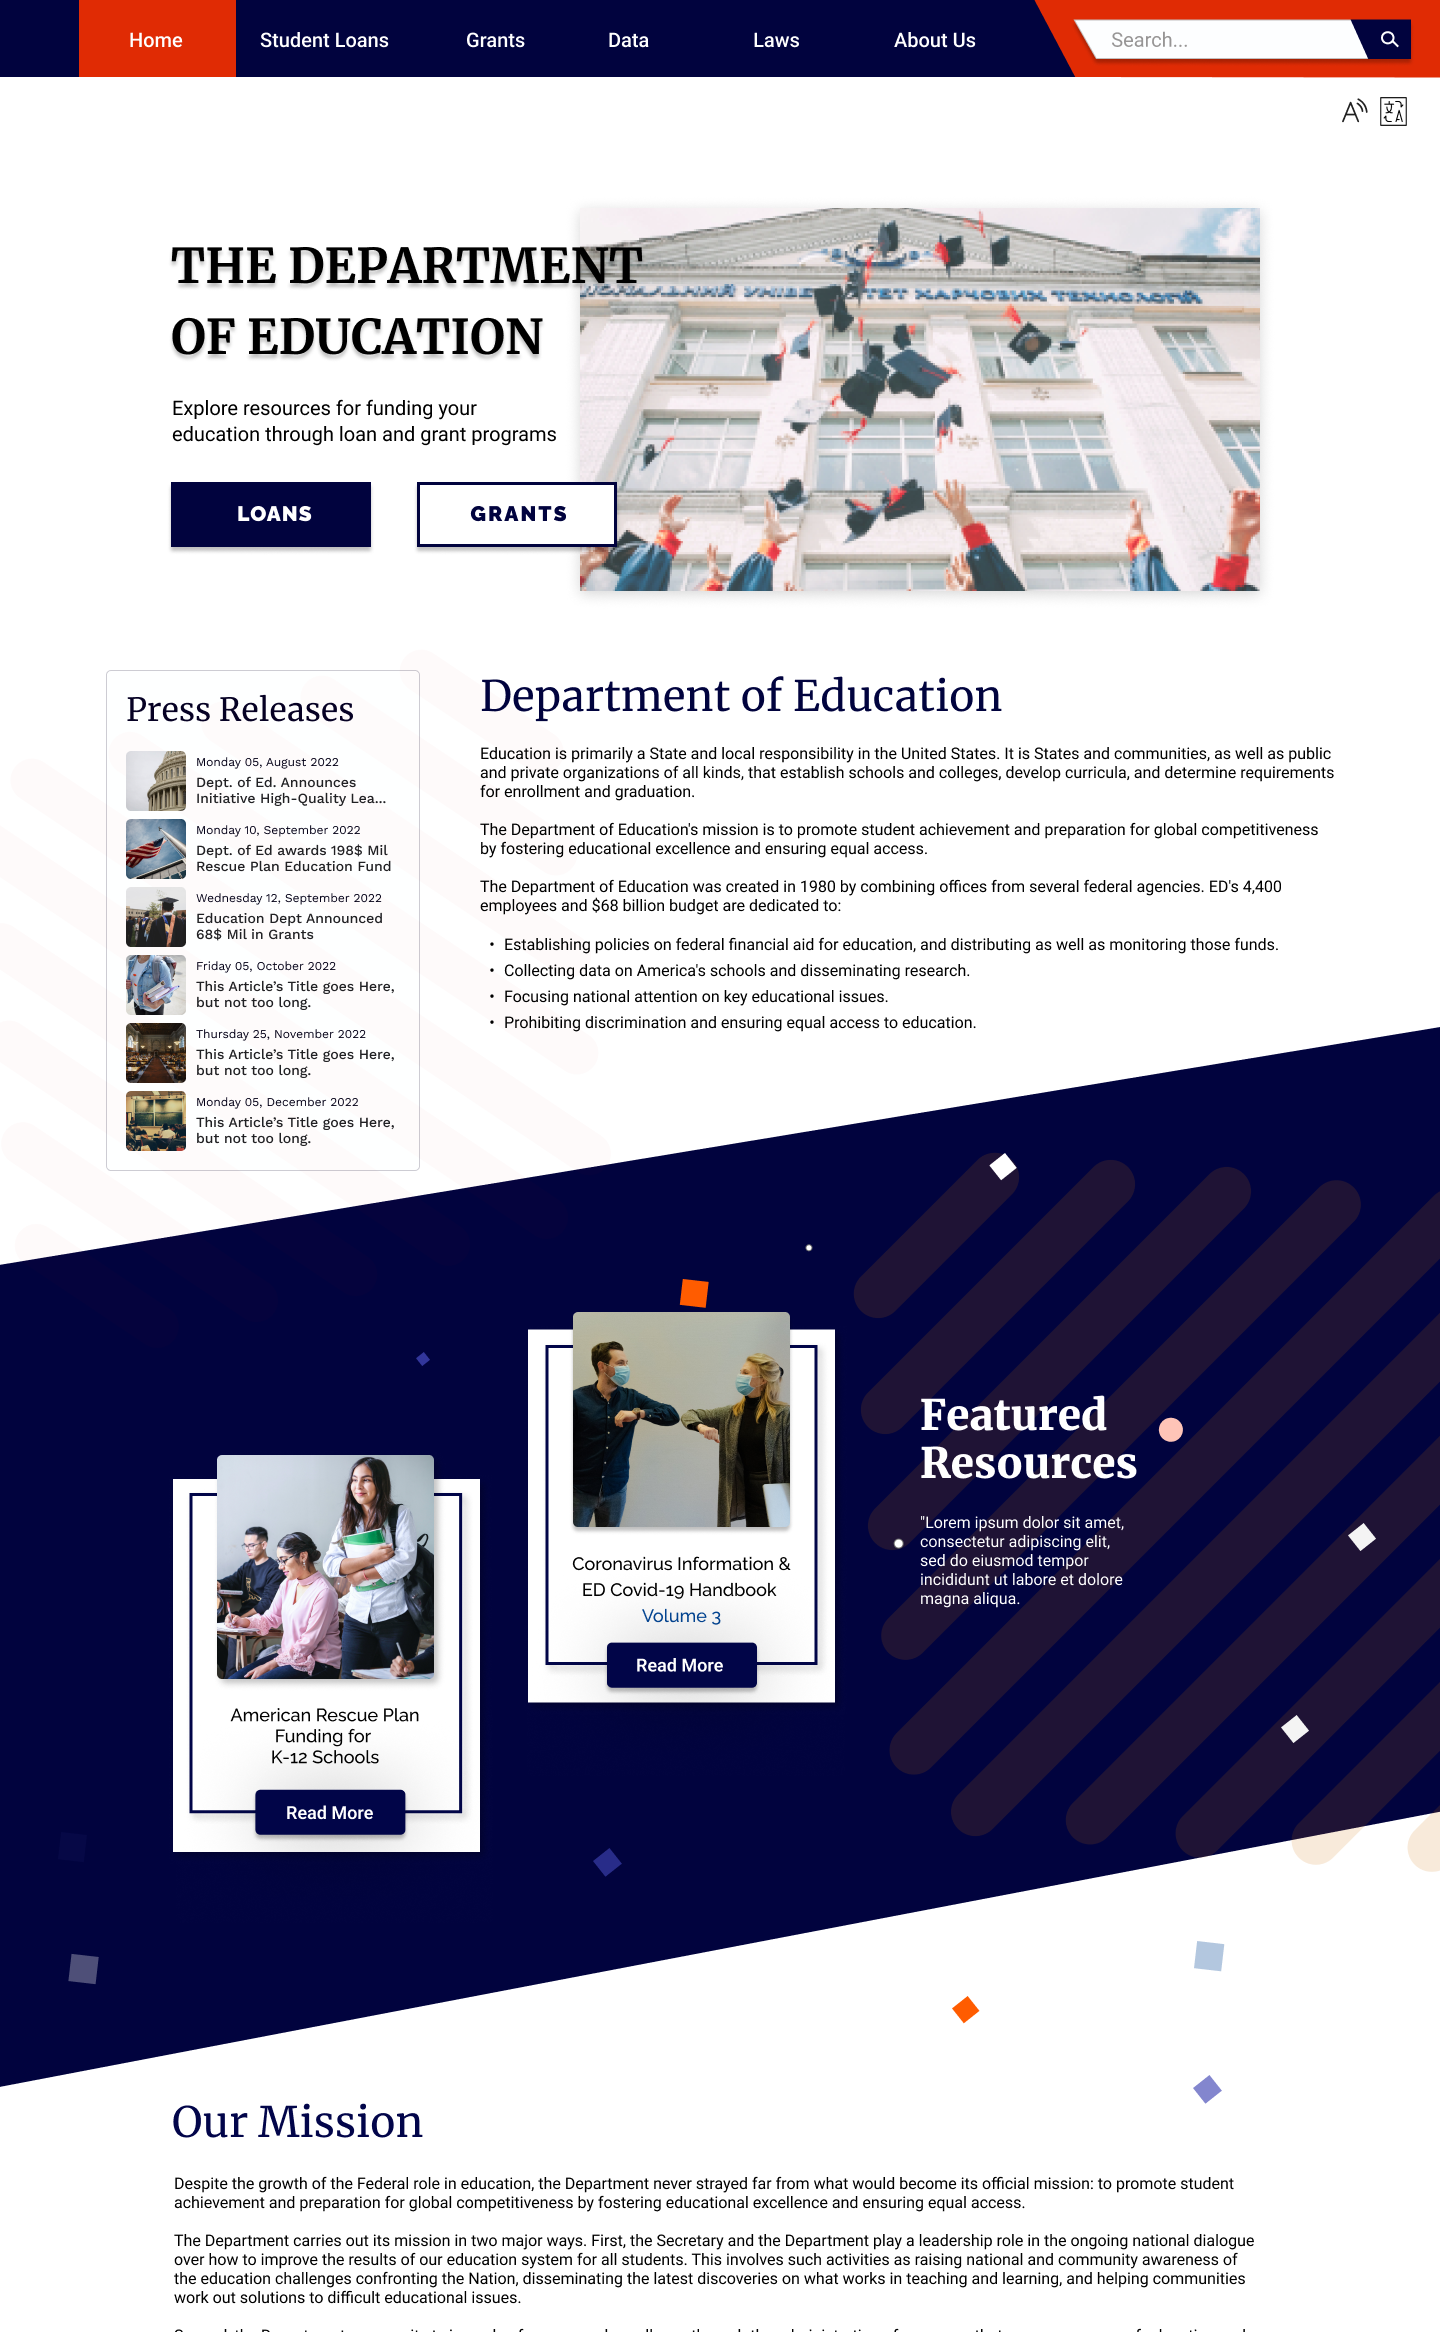 Home
Student Loans
Grants
Data
Laws
About Us
Search...
THE DEPARTMENT
OF EDUCATION
Explore resources for funding your
education through loan and grant programs
LOANS
GRANTS
ХАРЧОВИХ ТЕХНОЛОГІЙ
Press Releases
Monday 05, August 2022
Dept. of Ed. Announces
Initiative High-Quality Lea...
Monday 10, September 2022
Dept. of Ed awards 198$ Mil
Rescue Plan Education Fund
Wednesday 12, September 2022
Education Dept Announced
68$ Mil in Grants
Friday 05, October 2022
This Article's Title goes Here,
but not too long.
Thursday 25, November 2022
This Article's Title goes Here,
but not too long.
Monday 05, December 2022
This Article's Title goes Here,
but not too long.
Department of Education
Education is primarily a State and local responsibility in the United States. It is States and communities, as well as public
and private organizations of all kinds, that establish schools and colleges, develop curricula, and determine requirements
for enrollment and graduation.
The Department of Education's mission is to promote student achievement and preparation for global competitiveness
by fostering educational excellence and ensuring equal access.
The Department of Education was created in 1980 by combining offices from several federal agencies. ED's 4,400
employees and $68 billion budget are dedicated to:
• Establishing policies on federal financial aid for education, and distributing as well as monitoring those funds.
• Collecting data on America's schools and disseminating research.
• Focusing national attention on key educational issues.
• Prohibiting discrimination and ensuring equal access to education.
Coronavirus Information &
ED Covid-19 Handbook
Volume 3
Read More
American Rescue Plan
Funding for
K-12 Schools
Read More
Featured
Resources
"Lorem ipsum dolor sit amet,
consectetur adipiscing elit,
sed do eiusmod tempor
incididunt ut labore et dolore
magna aliqua.
Our Mission
Despite the growth of the Federal role in education, the Department never strayed far from what would become its official mission: to promote student
achievement and preparation for global competitiveness by fostering educational excellence and ensuring equal access.
The Department carries out its mission in two major ways. First, the Secretary and the Department play a leadership role in the ongoing national dialogue
over how to improve the results of our education system for all students. This involves such activities as raising national and community awareness of
the education challenges confronting the Nation, disseminating the latest discoveries on what works in teaching and learning, and helping communities
work out solutions to difficult educational issues.